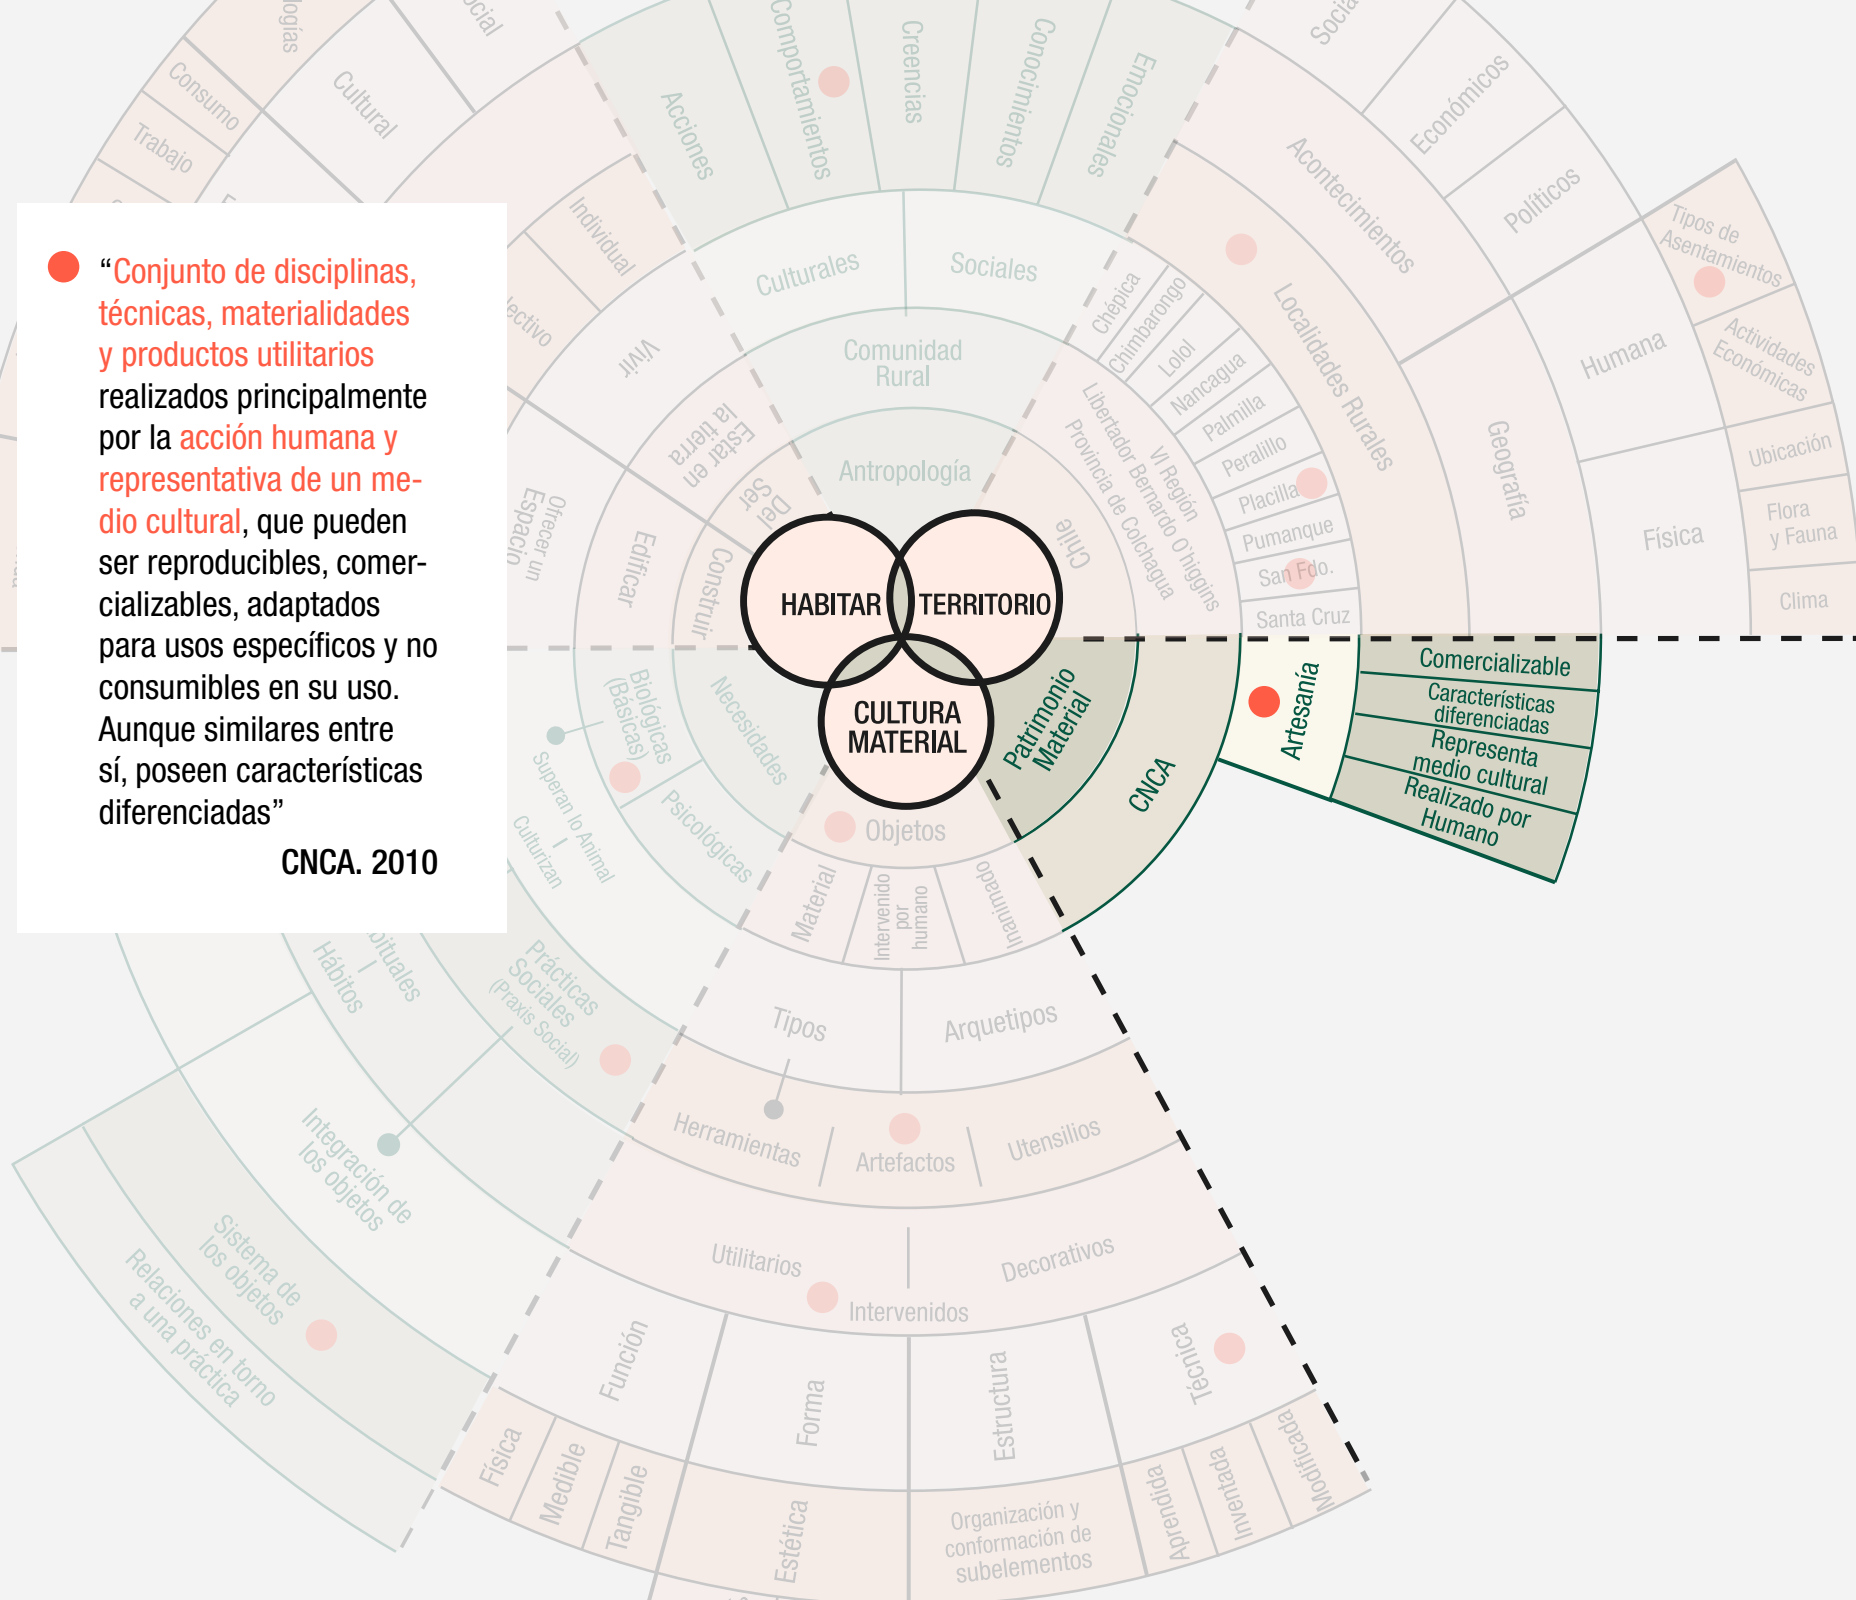 “Conjunto de disciplinas,
técnicas, materialidades
y productos utilitarios
realizados principalmente
por la acción humana y
representativa de un me-
dio cultural, que pueden
ser reproducibles, comer-
cializables, adaptados
para usos específicos y no
consumibles en su uso.
Aunque similares entre
sí, poseen características
diferenciadas”
CNCA. 2010
HABITAR
TERRITORIO
CULTURA
MATERIAL
Patrimonio
Material
CNCA
Artesanía
Comercializable
Características
diferenciadas
Representa
medio cultural
Realizado por
Humano
Consumo
Trabajo
Cultural
Individual
Vivir
Estar en
la tierra
Del
Ser
Ofrecer un
Espacio
Edificar
Construir
Acciones
Comportamientos
Creencias
Conocimientos
Emocionales
Culturales
Sociales
Comunidad
Rural
Antropología
Chile
VI Región
Libertador Bernardo O´higgins
Provincia de Colchagua
Chépica
Chimbarongo
Lolol
Nancagua
Palmilla
Peralillo
Placilla
Pumanque
San Fdo.
Santa Cruz
Localidades Rurales
Acontecimientos
Económicos
Políticos
Geografía
Humana
Física
Tipos de
Asentamientos
Actividades
Económicas
Ubicación
Flora
y Fauna
Clima
Necesidades
Biológicas
(Básicas)
Psicológicas
Superan lo Animal
Culturizan
Prácticas
Sociales
(Praxis Social)
Hábitos
Integración de
los objetos
Sistema de
los objetos
Relaciones en torno
a una práctica
Objetos
Material
Intervenido
por
humano
Inanimado
Tipos
Arquetipos
Herramientas
Artefactos
Utensilios
Utilitarios
Decorativos
Intervenidos
Función
Forma
Estructura
Técnica
Física
Medible
Tangible
Estética
Organización y
conformación de
subelementos
Aprendida
Inventada
Modificada